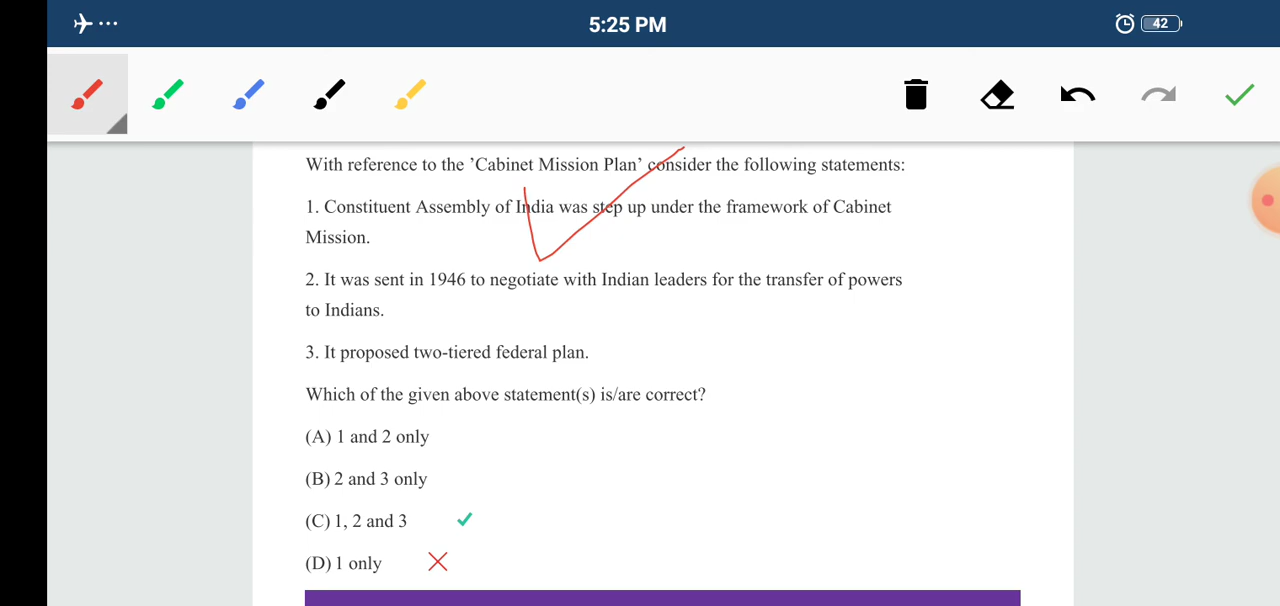 5:25 PM
42
With reference to the ’Cabinet Mission Plan’ consider the following statements:
1. Constituent Assembly of India was step up under the framework of Cabinet
Mission.
2. It was sent in 1946 to negotiate with Indian leaders for the transfer of powers
to Indians.
3. It proposed two-tiered federal plan.
Which of the given above statement(s) is/are correct?
(A) 1 and 2 only
(B) 2 and 3 only
(C) 1, 2 and 3
(D) 1 only